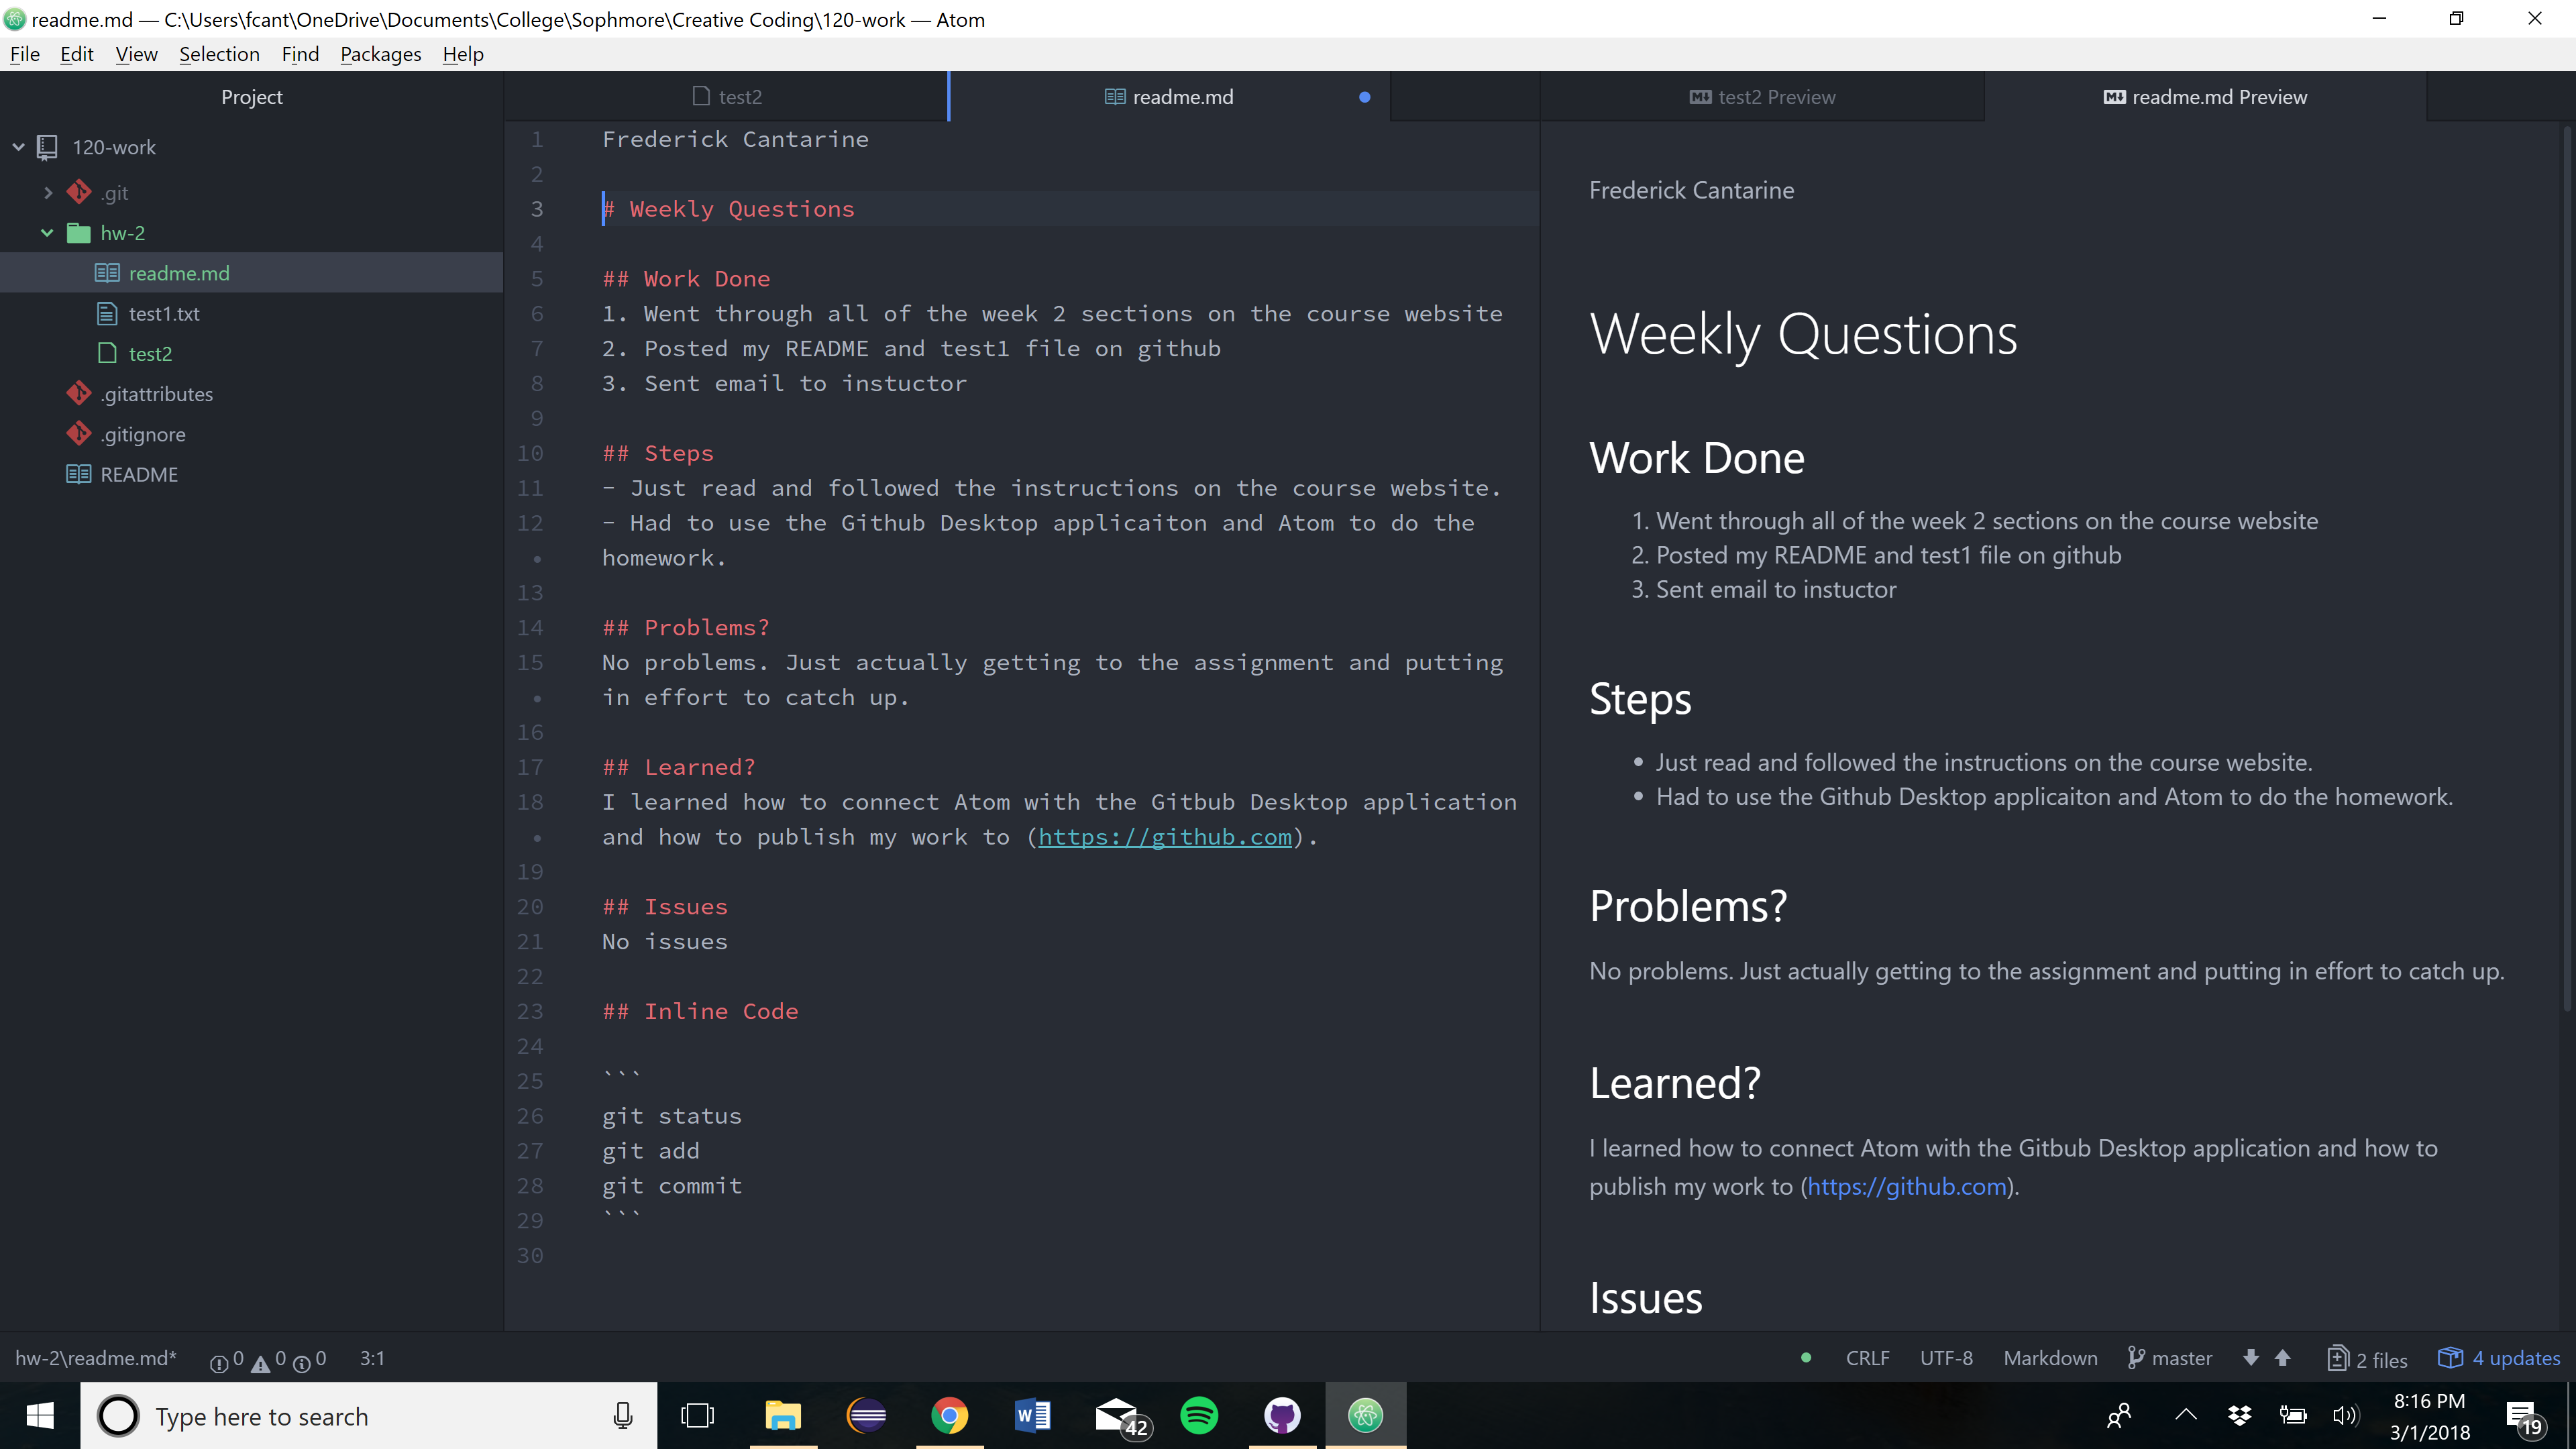 readme.md — C:\Users\fcant\OneDrive\Documents\College\Sophmore\Creative Coding\120-work — Atom
File Edit View Selection Find Packages Help
Project
120-work
.git
hw-2
readme.md
test1.txt
test2
.gitattributes
.gitignore
README
test2
readme.md
1 Frederick Cantarine
2
3 # Weekly Questions
4
5 ## Work Done
6 1. Went through all of the week 2 sections on the course website
7 2. Posted my README and test1 file on github
8 3. Sent email to instuctor
9
10 ## Steps
11 - Just read and followed the instructions on the course website.
12 - Had to use the Github Desktop applicaiton and Atom to do the
• homework.
13
14 ## Problems?
15 No problems. Just actually getting to the assignment and putting
• in effort to catch up.
16
17 ## Learned?
18 I learned how to connect Atom with the Gitbub Desktop application
• and how to publish my work to (https://github.com).
19
20 ## Issues
21 No issues
22
23 ## Inline Code
24
25 ```
26 git status
27 git add
28 git commit
29 ```
30
test2 Preview
readme.md Preview
Frederick Cantarine
Weekly Questions
Work Done
1. Went through all of the week 2 sections on the course website
2. Posted my README and test1 file on github
3. Sent email to instuctor
Steps
• Just read and followed the instructions on the course website.
• Had to use the Github Desktop applicaiton and Atom to do the homework.
Problems?
No problems. Just actually getting to the assignment and putting in effort to catch up.
Learned?
I learned how to connect Atom with the Gitbub Desktop application and how to
publish my work to (https://github.com).
Issues
hw-2\readme.md* 0 0 0 3:1 CRLF UTF-8 Markdown master 2 files 4 updates
Type here to search
42
8:16 PM
3/1/2018
19